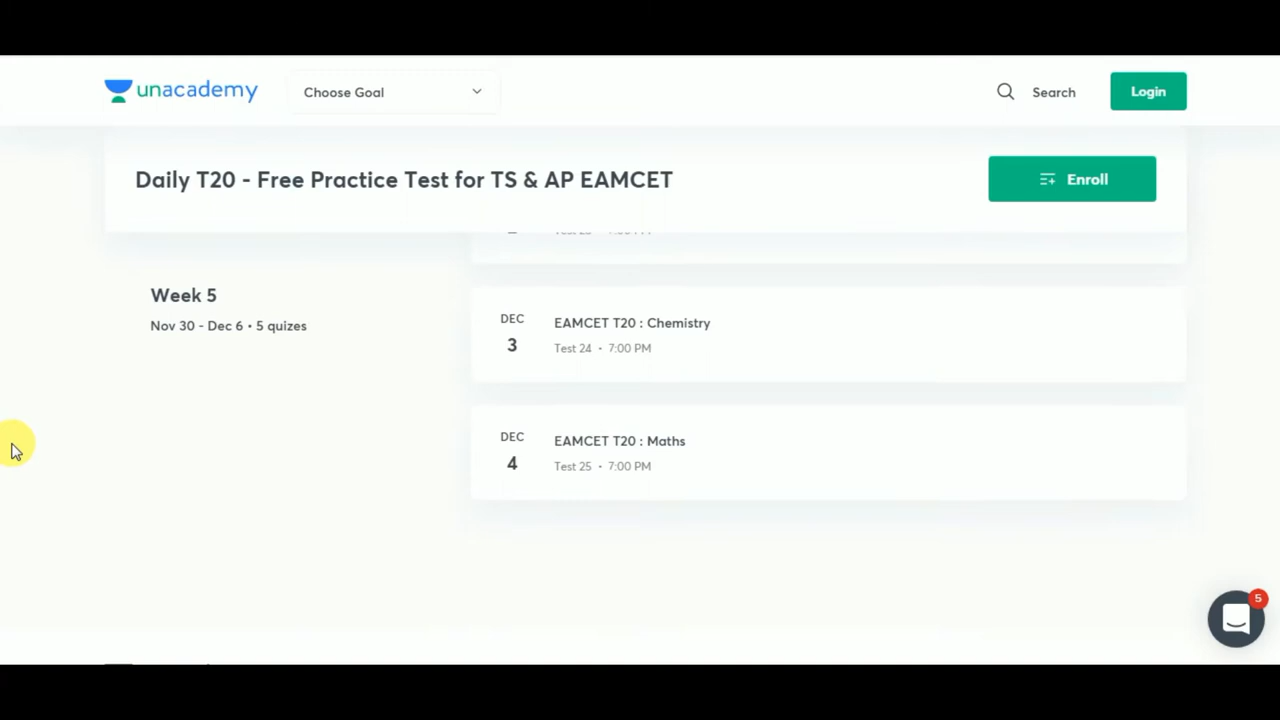 unacademy
Choose Goal
Search
Login
Daily T20 - Free Practice Test for TS & AP EAMCET
Enroll
Week 5
Nov 30 - Dec 6 • 5 quizes
DEC
3
EAMCET T20 : Chemistry
Test 24 • 7:00 PM
DEC
4
EAMCET T20 : Maths
Test 25 • 7:00 PM
5